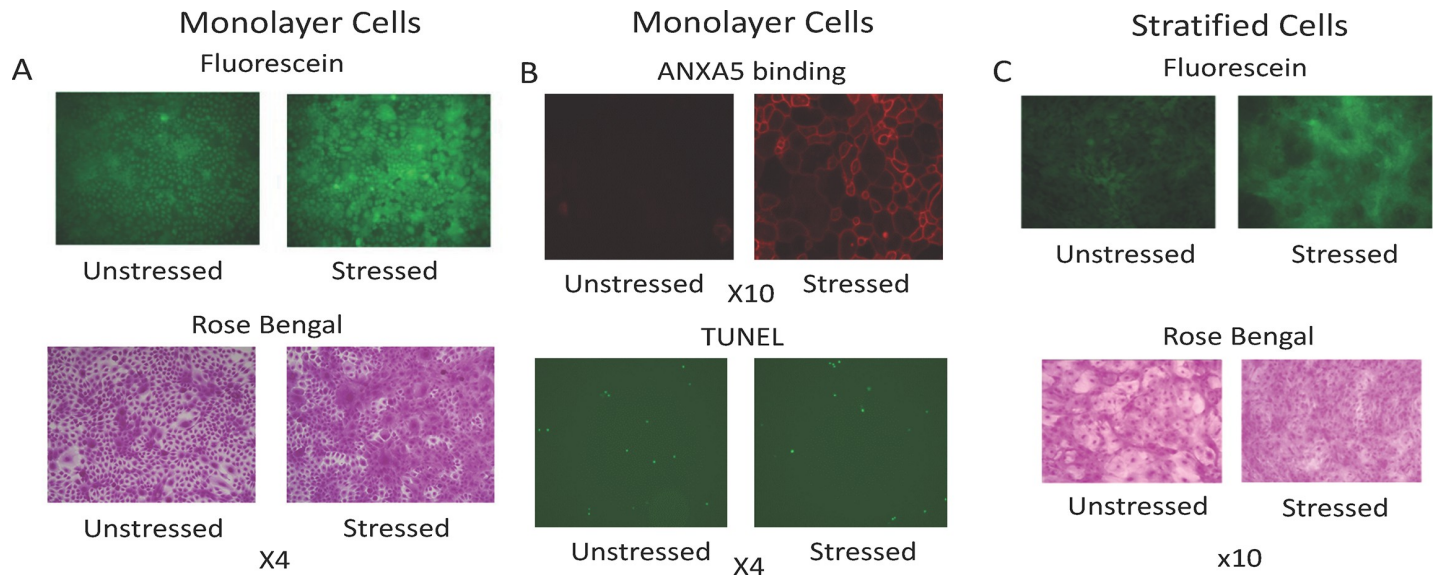 Monolayer Cells
A
Fluorescein
Unstressed
Stressed
Rose Bengal
Unstressed
Stressed
X4
Monolayer Cells
B
ANXA5 binding
Unstressed
Stressed
X10
TUNEL
Unstressed
Stressed
X4
Stratified Cells
C
Fluorescein
Unstressed
Stressed
Rose Bengal
Unstressed
Stressed
x10